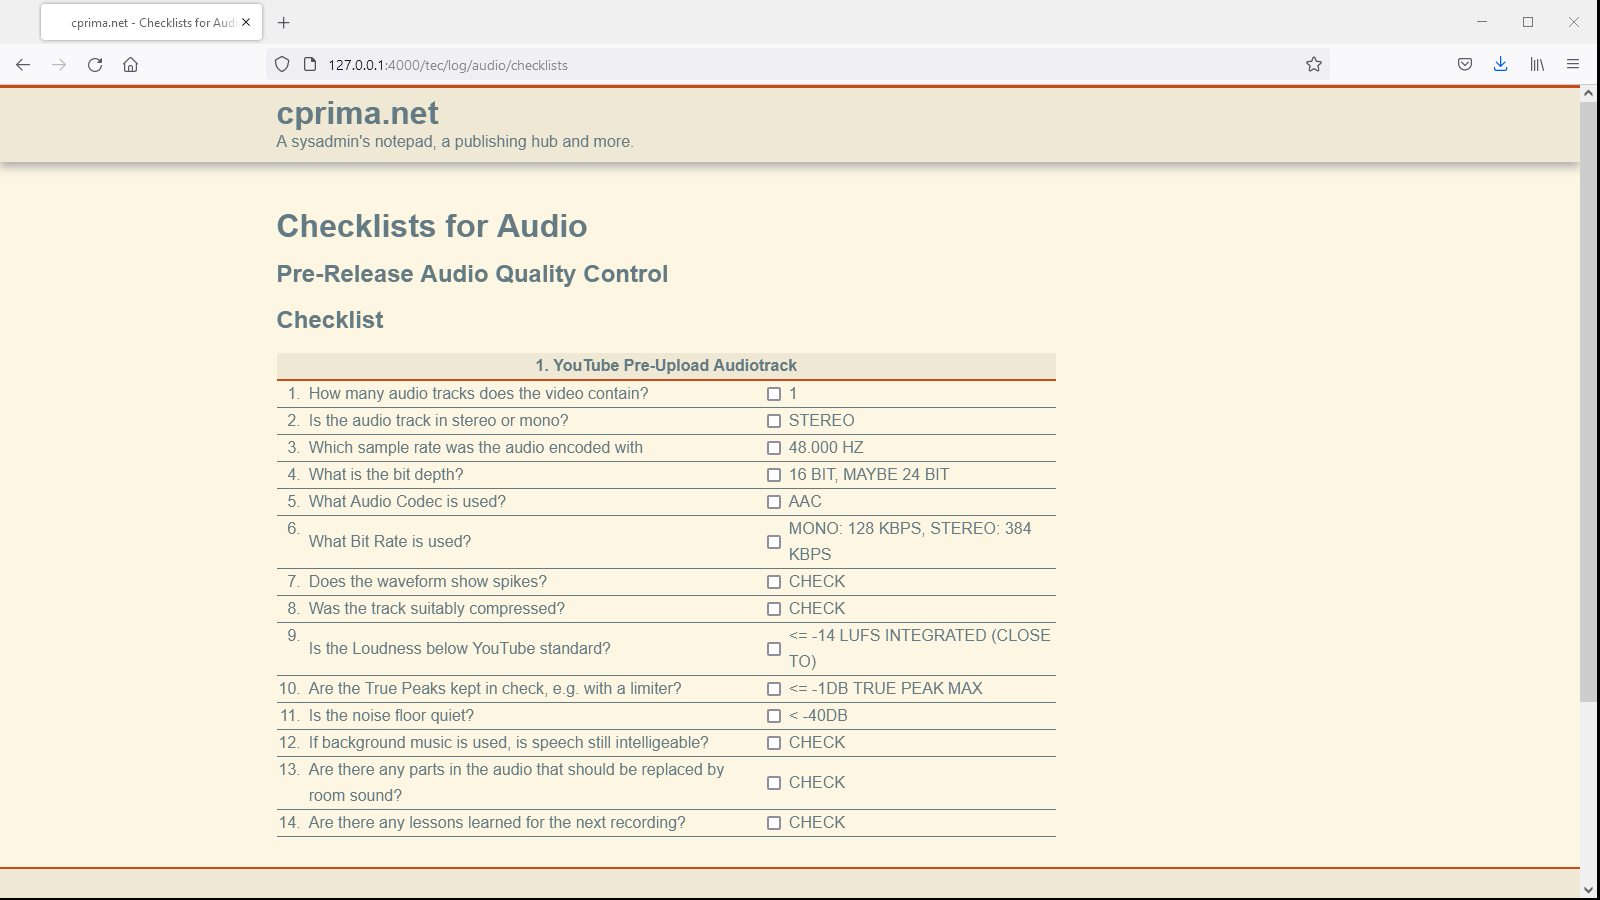 cprima.net - Checklists for Aud
127.0.0.1:4000/tec/log/audio/checklists
cprima.net
A sysadmin's notepad, a publishing hub and more.
Checklists for Audio
Pre-Release Audio Quality Control
Checklist
1. YouTube Pre-Upload Audiotrack
1. How many audio tracks does the video contain? 1
2. Is the audio track in stereo or mono? STEREO
3. Which sample rate was the audio encoded with 48.000 HZ
4. What is the bit depth? 16 BIT, MAYBE 24 BIT
5. What Audio Codec is used? AAC
6. What Bit Rate is used? MONO: 128 KBPS, STEREO: 384
KBPS
7. Does the waveform show spikes? CHECK
8. Was the track suitably compressed? CHECK
9. Is the Loudness below YouTube standard? <= -14 LUFS INTEGRATED (CLOSE
TO)
10. Are the True Peaks kept in check, e.g. with a limiter? <= -1DB TRUE PEAK MAX
11. Is the noise floor quiet? < -40DB
12. If background music is used, is speech still intelligeable? CHECK
13. Are there any parts in the audio that should be replaced by
room sound? CHECK
14. Are there any lessons learned for the next recording? CHECK